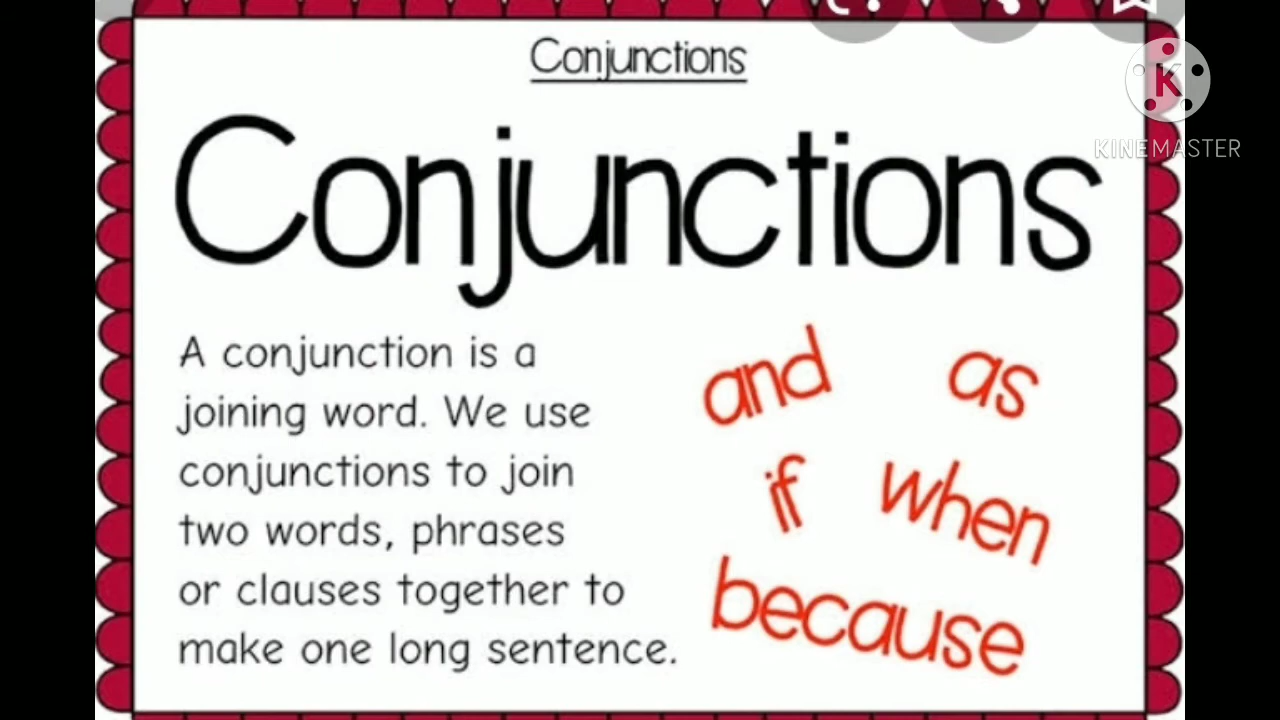 Conjunctions
K
KINEMASTER
Conjunctions
A conjunction is a
joining word. We use
conjunctions to join
two words, phrases
or clauses together to
make one long sentence.
and
as
if
when
because